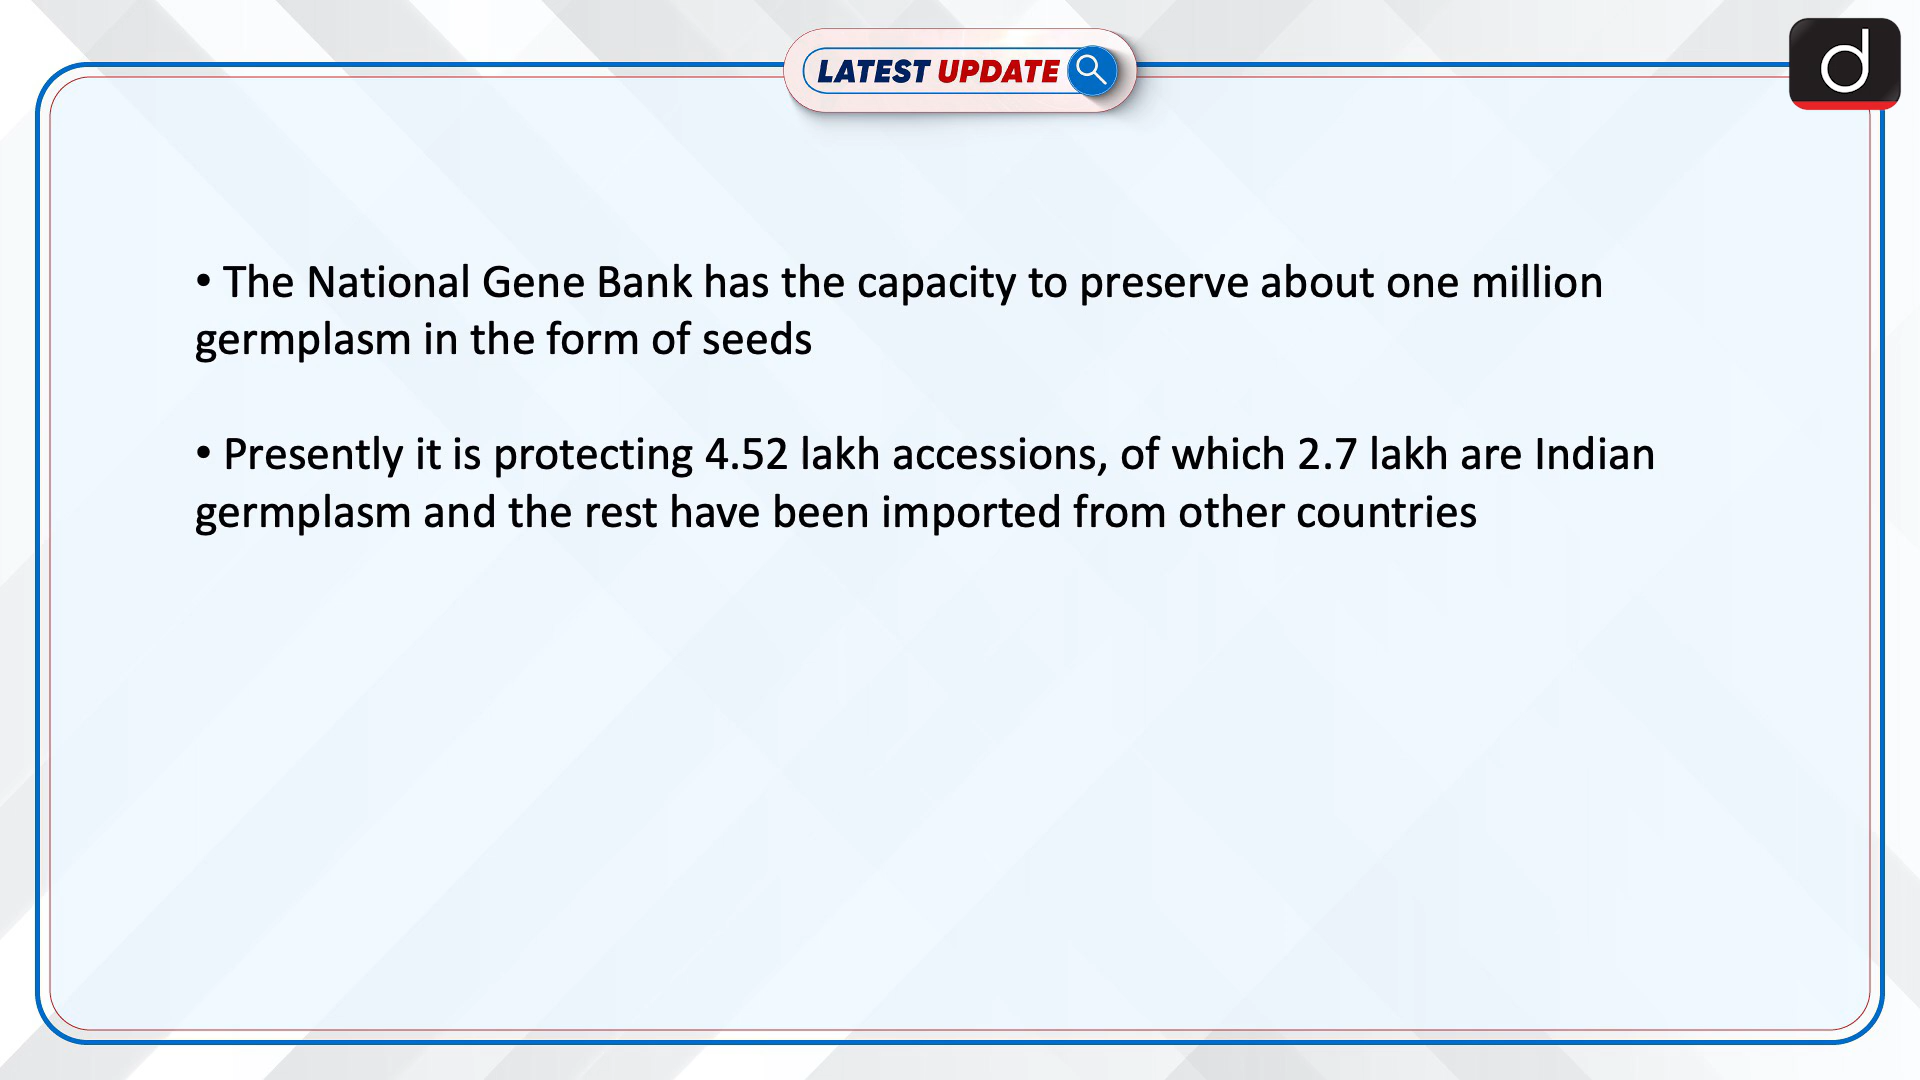 LATEST UPDATE
d
• The National Gene Bank has the capacity to preserve about one million
germplasm in the form of seeds
• Presently it is protecting 4.52 lakh accessions, of which 2.7 lakh are Indian
germplasm and the rest have been imported from other countries